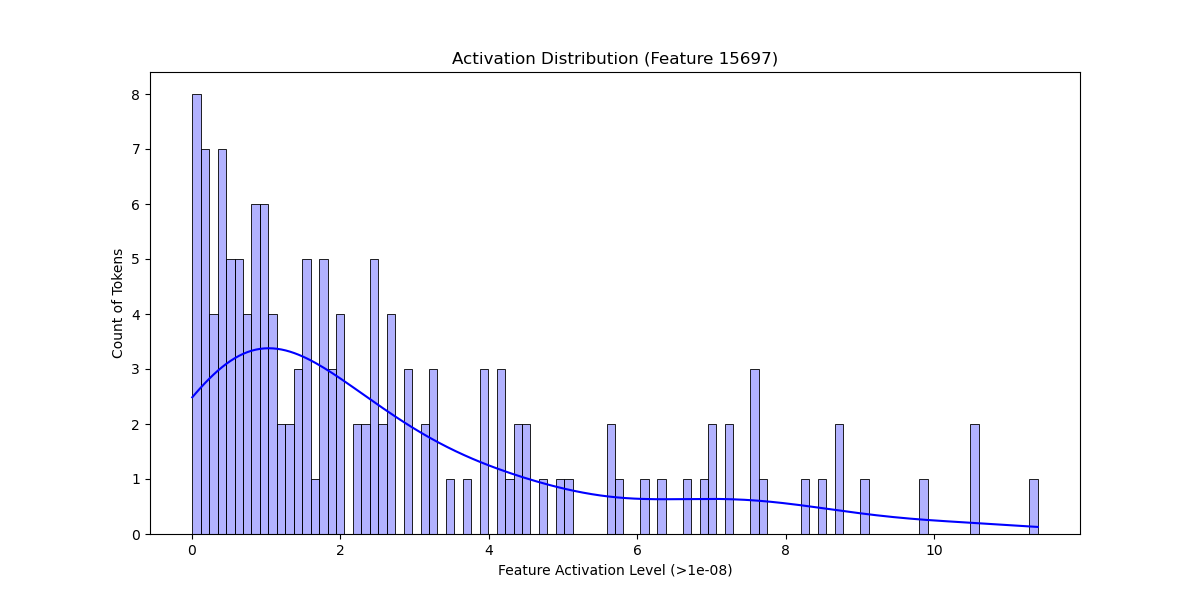 Activation Distribution (Feature 15697)
8
7
6
5
4
3
2
1
0
Count of Tokens
0 2 4 6 8 10
Feature Activation Level (>1e-08)